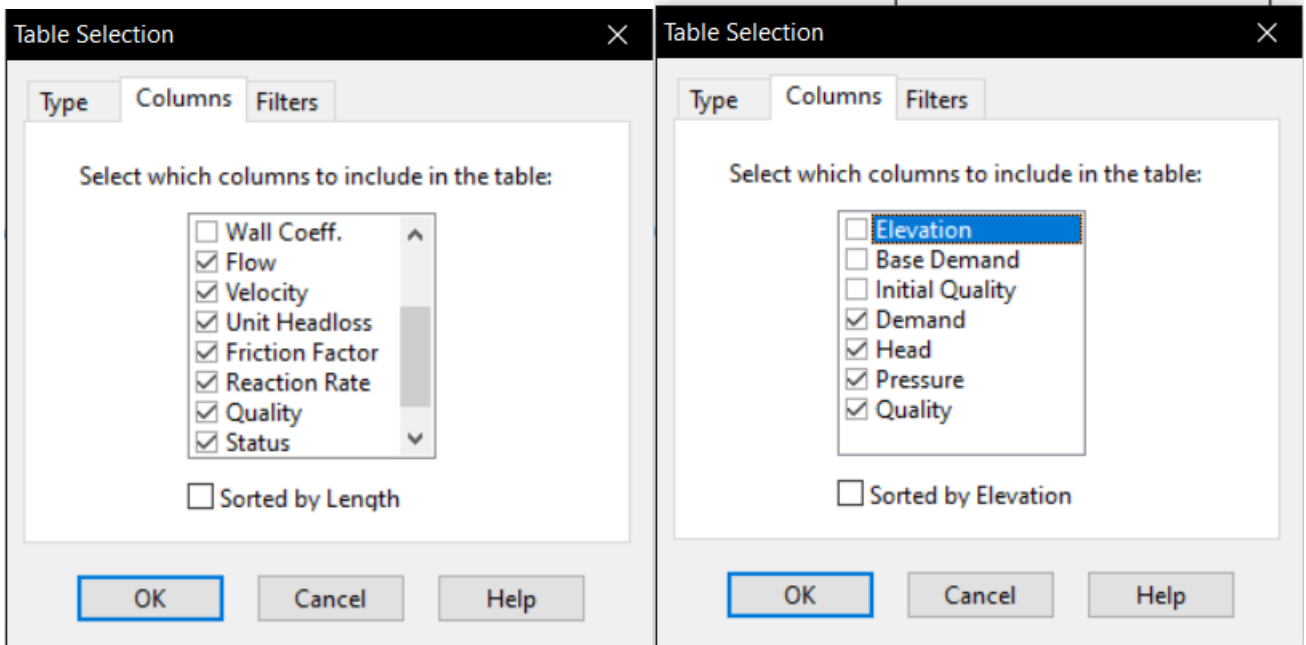 Table Selection
Type
Columns
Filters
Select which columns to include in the table:
Wall Coeff.
Flow
Velocity
Unit Headloss
Friction Factor
Reaction Rate
Quality
Status
Sorted by Length
OK
Cancel
Help
Table Selection
Type
Columns
Filters
Select which columns to include in the table:
Elevation
Base Demand
Initial Quality
Demand
Head
Pressure
Quality
Sorted by Elevation
OK
Cancel
Help